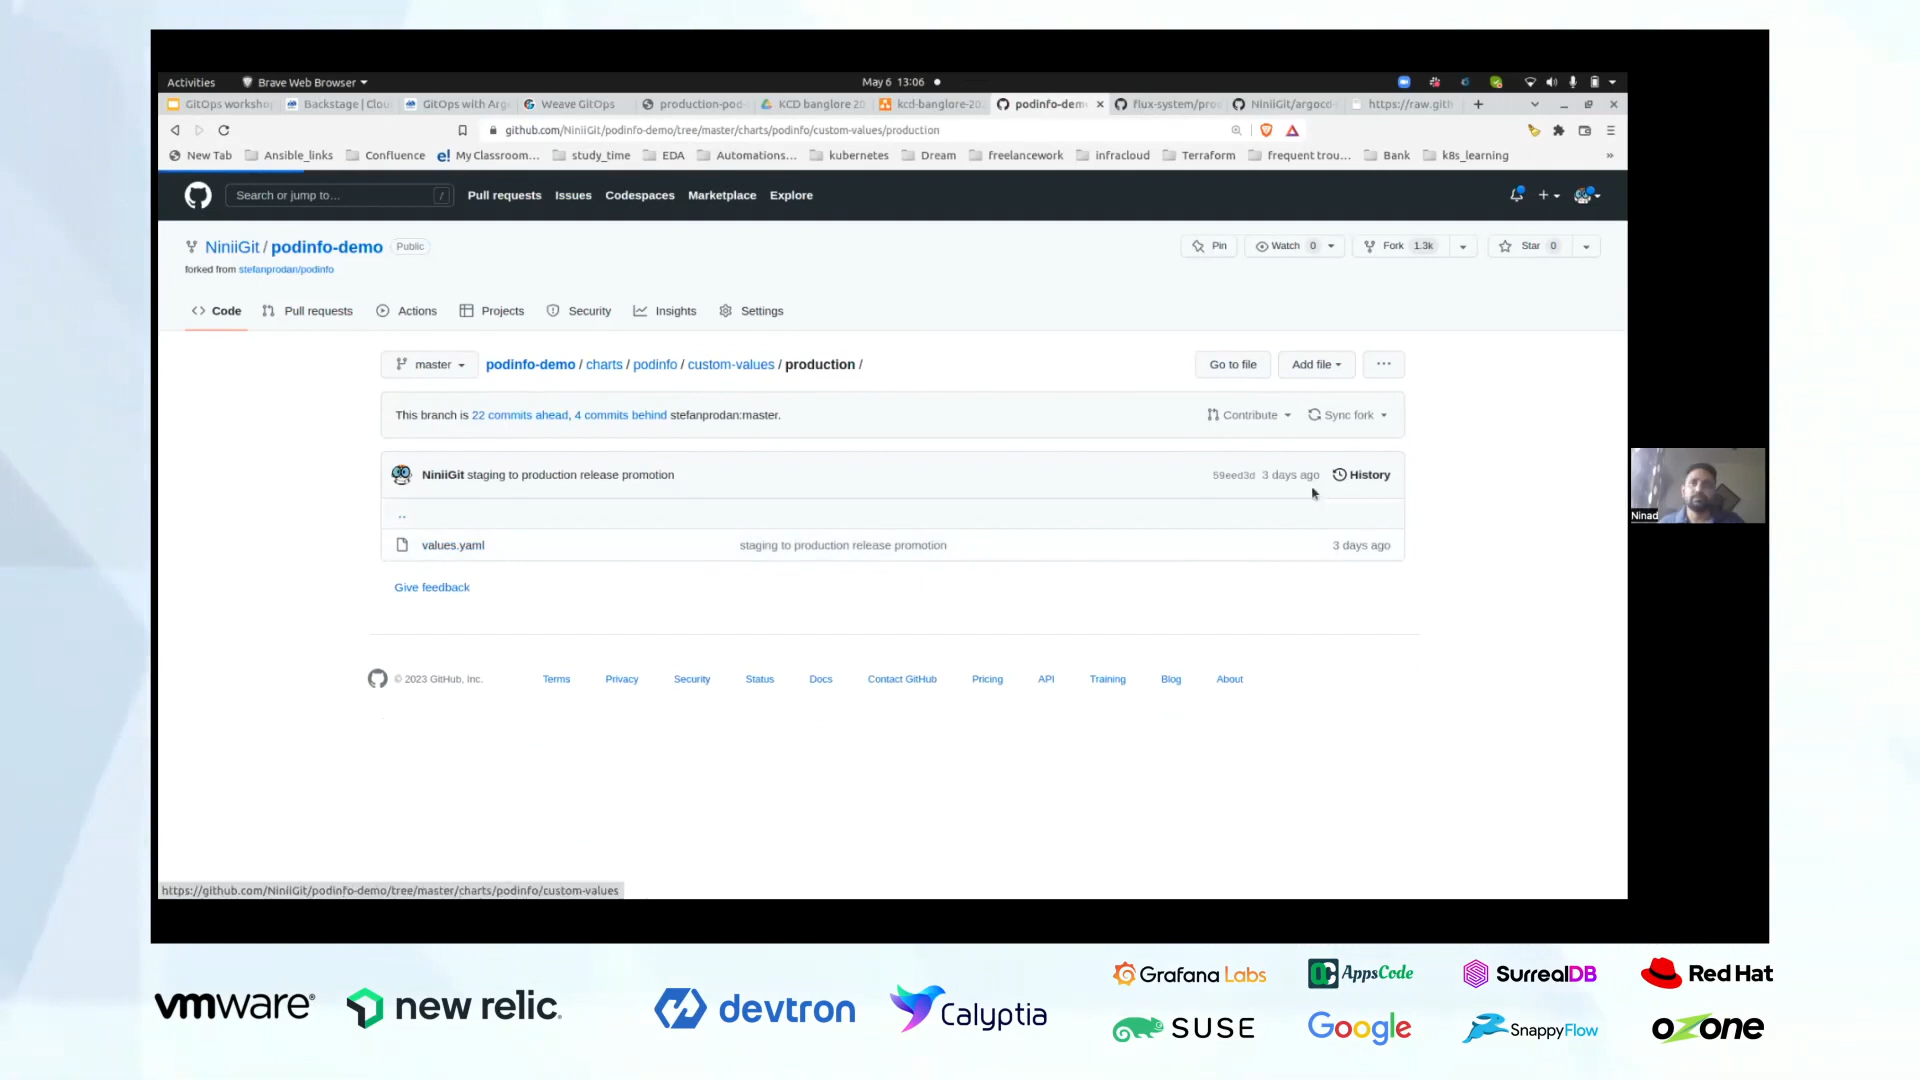 Activities Brave Web Browser May 6 13:06
GitOps worksho Backstage | Clou GitOps with Arg Weave GitOps production-pod- KCD banglore 20 kcd-banglore-20 podinfo-dem flux-system/pro NiniiGit/argocd- https://raw.gith
github.com/NiniiGit/podinfo-demo/tree/master/charts/podinfo/custom-values/production
New Tab Ansible_links Confluence My Classroom... study_time EDA Automations... kubernetes Dream freelancework infracloud Terraform frequent trou... Bank k8s_learning »
Search or jump to... / Pull requests Issues Codespaces Marketplace Explore
NiniiGit / podinfo-demo Public Pin Watch 0 Fork 1.3k Star 0
forked from stefanprodan/podinfo
Code Pull requests Actions Projects Security Insights Settings
master podinfo-demo / charts / podinfo / custom-values / production / Go to file Add file ...
This branch is 22 commits ahead, 4 commits behind stefanprodan:master. Contribute Sync fork
NiniiGit staging to production release promotion 59eed3d 3 days ago History
..
values.yaml staging to production release promotion 3 days ago
Give feedback
© 2023 GitHub, Inc. Terms Privacy Security Status Docs Contact GitHub Pricing API Training Blog About
Ninad
https://github.com/NiniiGit/podinfo-demo/tree/master/charts/podinfo/custom-values
vmware new relic. devtron Calyptia
Grafana Labs AppsCode SurrealDB Red Hat
SUSE Google SnappyFlow ozone